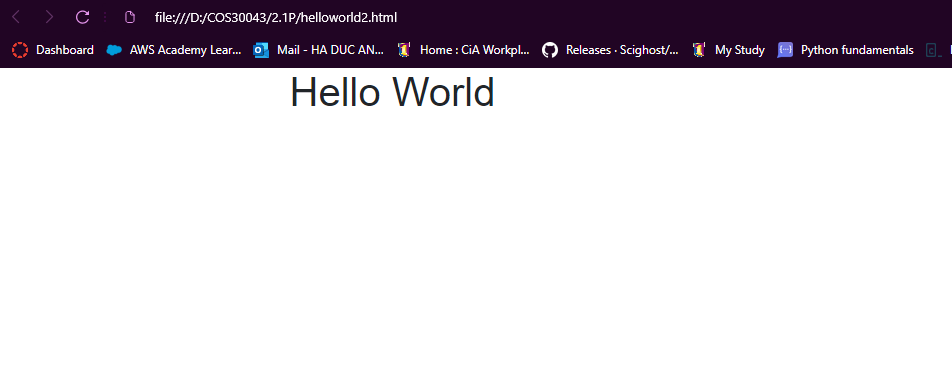 file:///D:/COS30043/2.1P/helloworld2.html
Dashboard AWS Academy Lear... Mail - HA DUC AN... Home : CiA Workpl... Releases · Scighost/... My Study Python fundamentals
Hello World